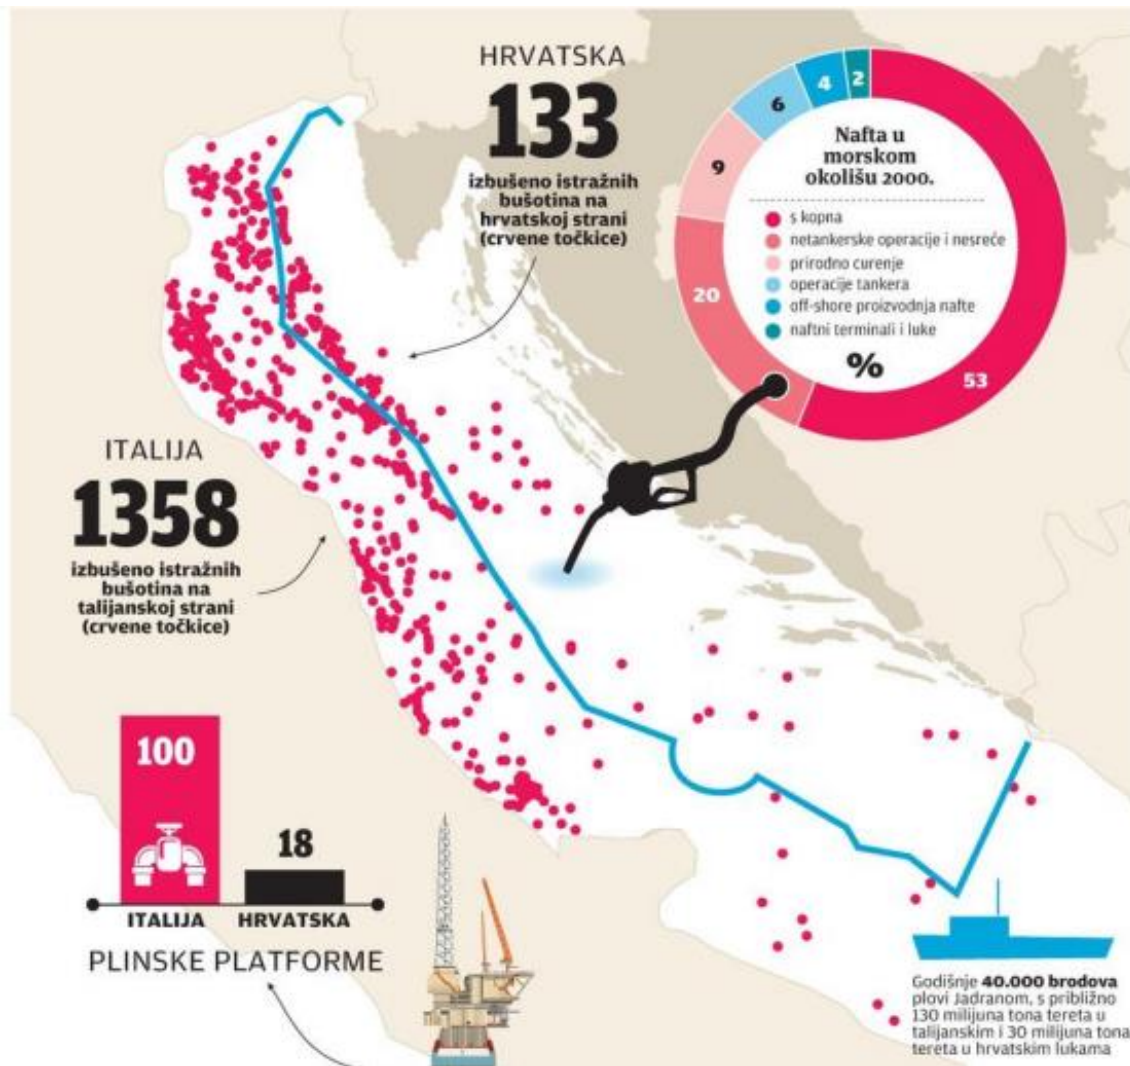 HRVATSKA
133
izbušeno istražnih
bušotina na
hrvatskoj strani
(crvene točkice)
6
4
2
9
20
53
Nafta u
morskom
okolišu 2000.
s kopna
netankerske operacije i nesreće
prirodno curenje
operacije tankera
off-shore proizvodnja nafte
naftni terminali i luke
%
ITALIJA
1358
izbušeno istražnih
bušotina na
talijanskoj strani
(crvene točkice)
100
18
ITALIJA
HRVATSKA
PLINSKE PLATFORME
Godišnje 40.000 brodova
plovi Jadranom, s približno
130 milijuna tona tereta u
talijanskim i 30 milijuna tona
tereta u hrvatskim lukama